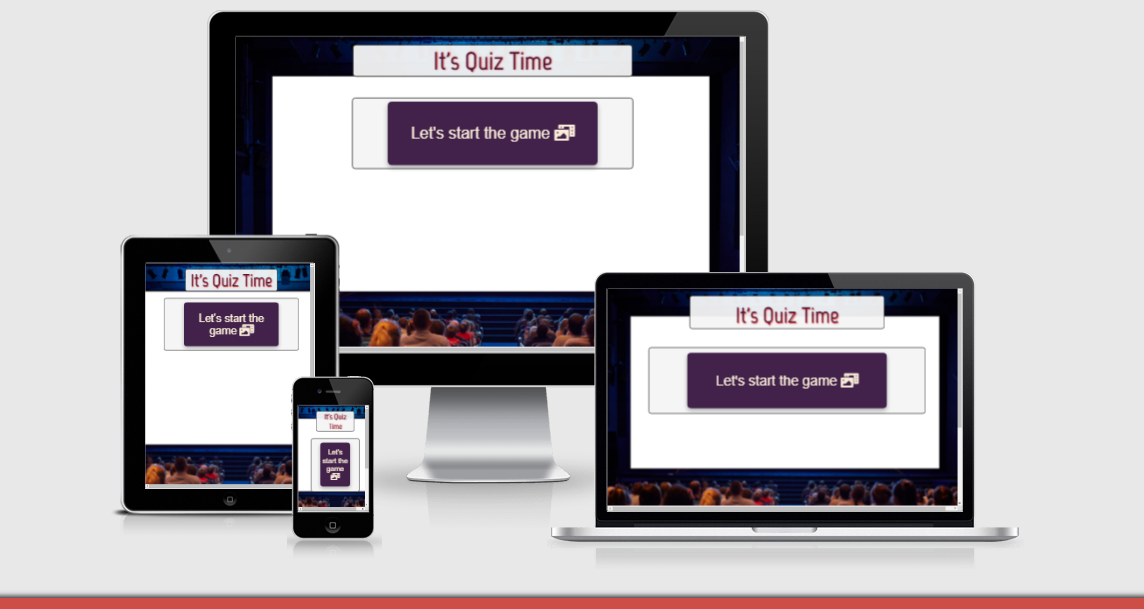 It's Quiz Time
Let's start the game
It's Quiz Time
Let's start the
game
It's Quiz
Time
Let's
start the
game
It's Quiz Time
Let's start the game